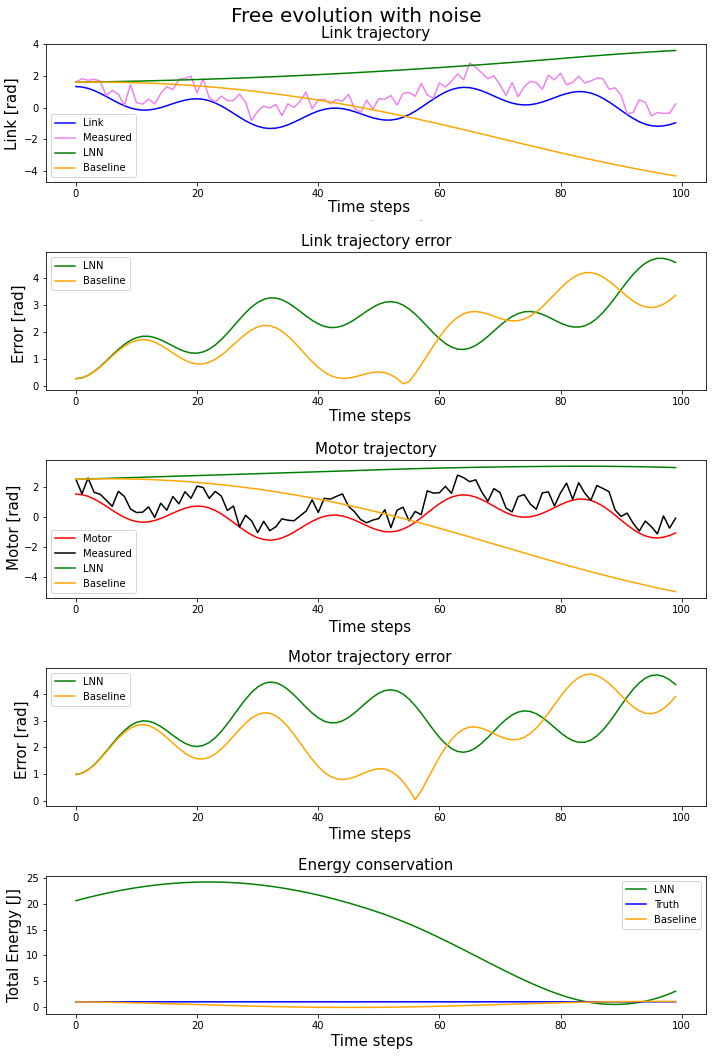 Free evolution with noise
Link trajectory
Link [rad]
4
2
0
−2
−4
Link
Measured
LNN
Baseline
0 20 40 60 80 100
Time steps
Link trajectory error
Error [rad]
4
3
2
1
0
LNN
Baseline
0 20 40 60 80 100
Time steps
Motor trajectory
Motor [rad]
2
0
−2
−4
Motor
Measured
LNN
Baseline
0 20 40 60 80 100
Time steps
Motor trajectory error
Error [rad]
4
3
2
1
0
LNN
Baseline
0 20 40 60 80 100
Time steps
Energy conservation
Total Energy [J]
25
20
15
10
5
0
LNN
Truth
Baseline
0 20 40 60 80 100
Time steps